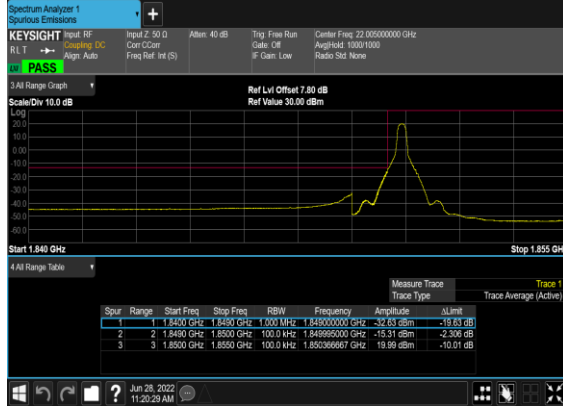 Spectrum Analyzer 1
Spurious Emissions
+
KEYSIGHT Input: RF Input Z: 50 Ω Atten: 40 dB Trig: Free Run Center Freq: 22.005000000 GHz
RLT Coupling: DC Corr CCorr Gate: Off Avg|Hold: 1000/1000
Align: Auto Freq Ref: Int (S) IF Gain: Low Radio Std: None
PASS
3 All Range Graph
Ref Lvl Offset 7.80 dB
Scale/Div 10.0 dB Ref Value 30.00 dBm
Log
20.0
10.0
0.00
-10.0
-20.0
-30.0
-40.0
-50.0
-60.0
Start 1.840 GHz Stop 1.855 GH
4 All Range Table
Measure Trace Trace 1
Trace Type Trace Average (Active)
Spur Range Start Freq Stop Freq RBW Frequency Amplitude ΔLimit
1 1 1.8400 GHz 1.8490 GHz 1.000 MHz 1.849000000 GHz -32.63 dBm -19.63 dB
2 2 1.8490 GHz 1.8500 GHz 100.0 kHz 1.849995000 GHz -15.31 dBm -2.306 dB
3 3 1.8500 GHz 1.8550 GHz 100.0 kHz 1.850366667 GHz 19.99 dBm -10.01 dB
? Jun 28, 2022
11:20:29 AM